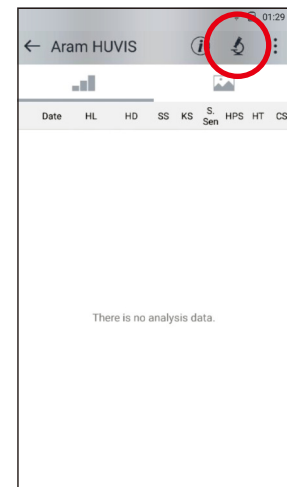 01:29
← Aram HUVIS
Date HL HD SS KS S. Sen HPS HT CS
There is no analysis data.